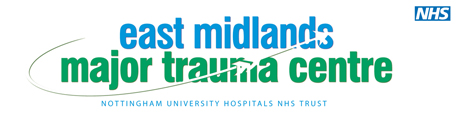 NHS
east midlands
major trauma centre
NOTTINGHAM UNIVERSITY HOSPITALS NHS TRUST